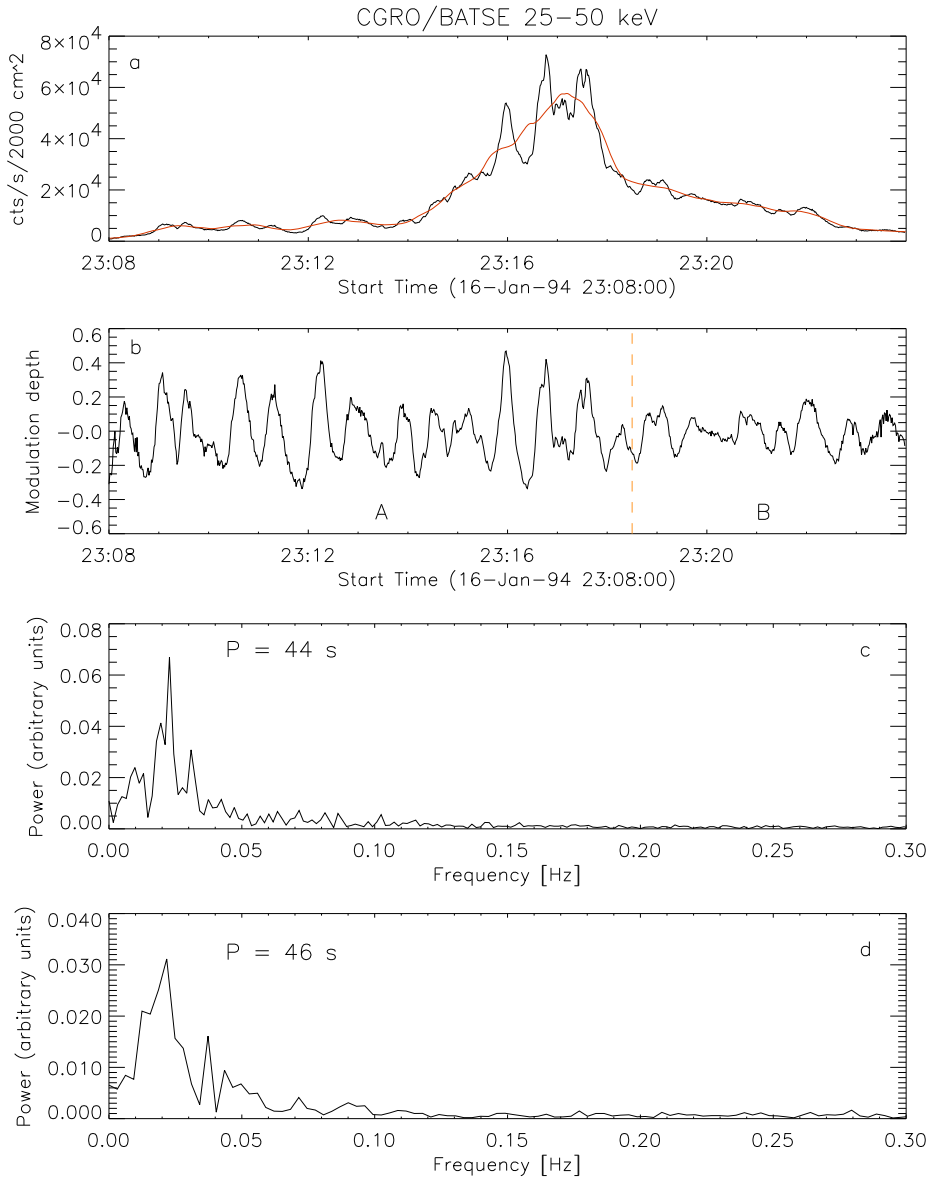 CGRO/BATSE 25-50 keV
a
cts/s/2000 cm^2
8×10^4
6×10^4
4×10^4
2×10^4
0
23:08 23:12 23:16 23:20
Start Time (16-Jan-94 23:08:00)
b
Modulation depth
0.6
0.4
0.2
-0.0
-0.2
-0.4
-0.6
A B
23:08 23:12 23:16 23:20
Start Time (16-Jan-94 23:08:00)
P = 44 s
c
Power (arbitrary units)
0.08
0.06
0.04
0.02
0.00
0.00 0.05 0.10 0.15 0.20 0.25 0.30
Frequency [Hz]
P = 46 s
d
Power (arbitrary units)
0.040
0.030
0.020
0.010
0.000
0.00 0.05 0.10 0.15 0.20 0.25 0.30
Frequency [Hz]